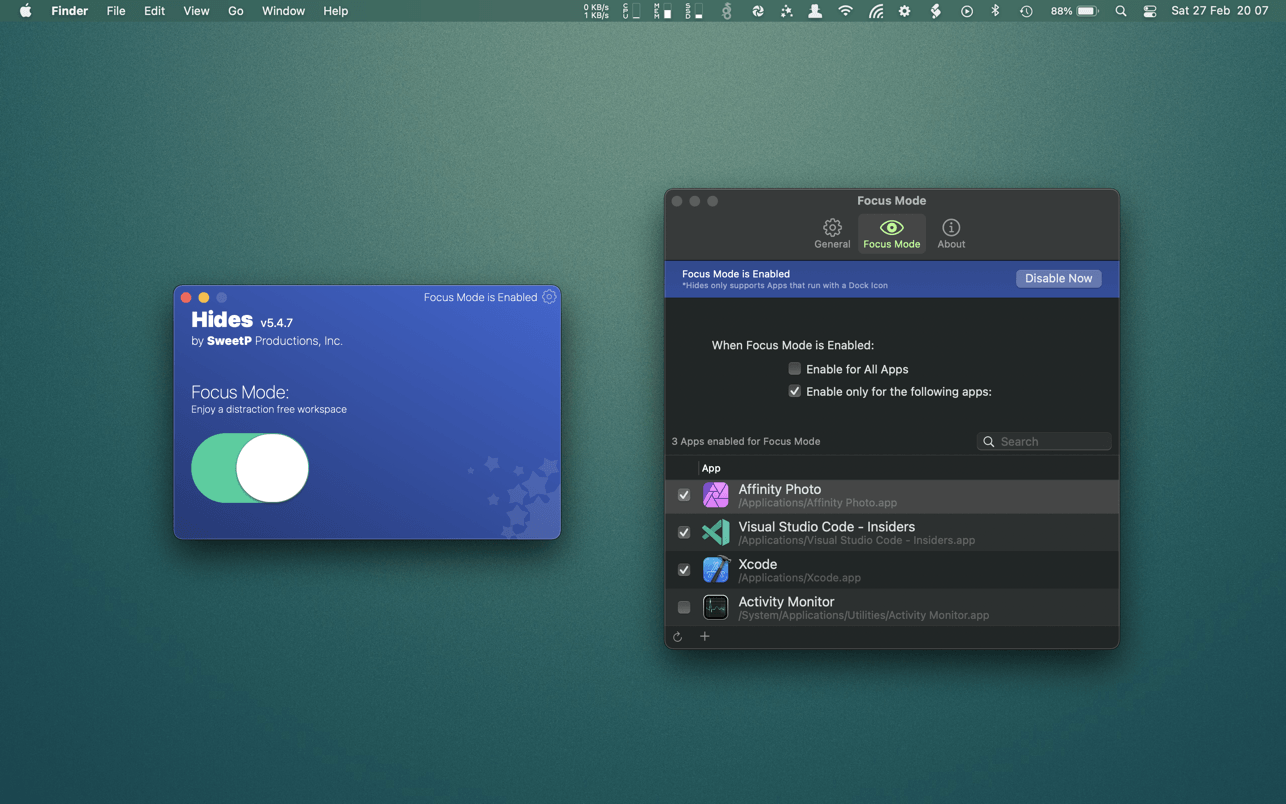 Finder File Edit View Go Window Help
0 KB/s
1 KB/s
CPU MEM SSD 88% Sat 27 Feb 20 07
Focus Mode is Enabled
Hides v5.4.7
by SweetP Productions, Inc.
Focus Mode:
Enjoy a distraction free workspace
Focus Mode
General Focus Mode About
Focus Mode is Enabled
*Hides only supports Apps that run with a Dock Icon
Disable Now
When Focus Mode is Enabled:
Enable for All Apps
Enable only for the following apps:
3 Apps enabled for Focus Mode
Search
App
Affinity Photo
/Applications/Affinity Photo.app
Visual Studio Code - Insiders
/Applications/Visual Studio Code - Insiders.app
Xcode
/Applications/Xcode.app
Activity Monitor
/System/Applications/Utilities/Activity Monitor.app